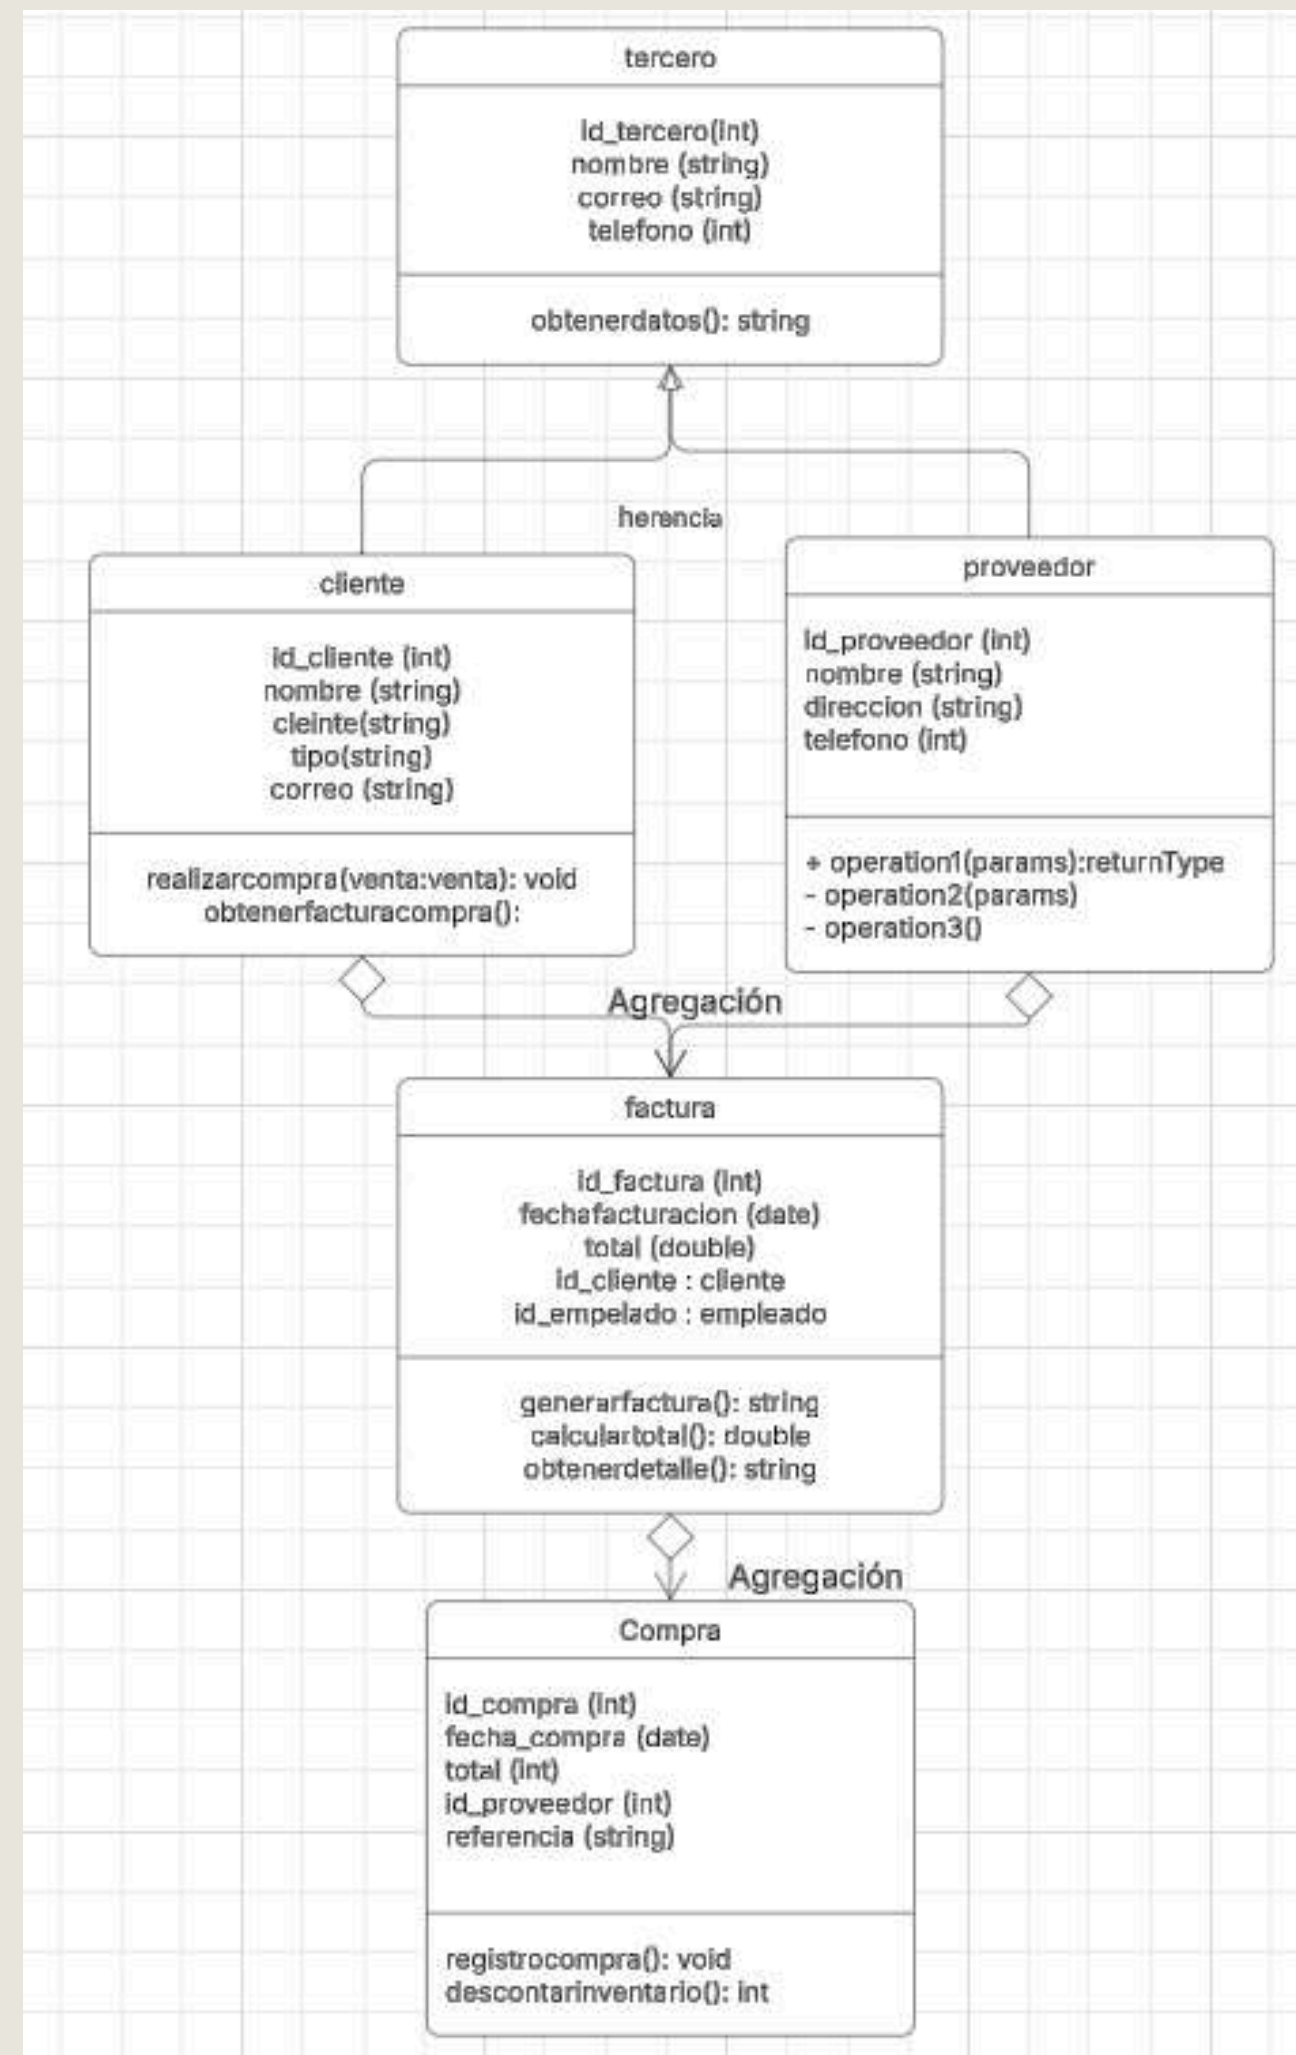 tercero
id_tercero(int)
nombre (string)
correo (string)
telefono (int)
obtenerdatos(): string
herencia
cliente
id_cliente (int)
nombre (string)
cleinte(string)
tipo(string)
correo (string)
realizarcompra(venta:venta): void
obtenerfacturacompra():
proveedor
id_proveedor (int)
nombre (string)
direccion (string)
telefono (int)
+ operation1(params):returnType
- operation2(params)
- operation3()
Agregación
factura
id_factura (int)
fechafacturacion (date)
total (double)
id_cliente : cliente
id_empelado : empleado
generarfactura(): string
calculartotal(): double
obtenerdetalle(): string
Agregación
Compra
id_compra (int)
fecha_compra (date)
total (int)
id_proveedor (int)
referencia (string)
registrocompra(): void
descontarinventario(): int